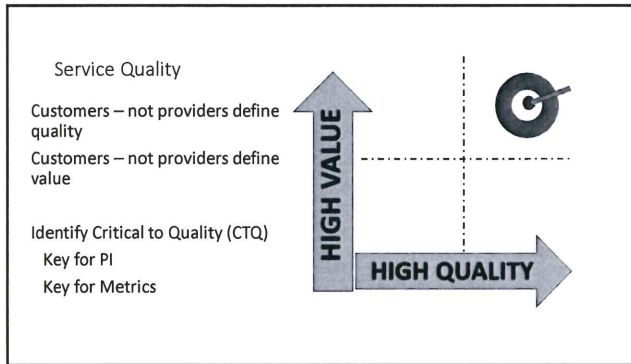 Service Quality
Customers – not providers define
quality
Customers – not providers define
value
Identify Critical to Quality (CTQ)
Key for PI
Key for Metrics
HIGH VALUE
HIGH QUALITY